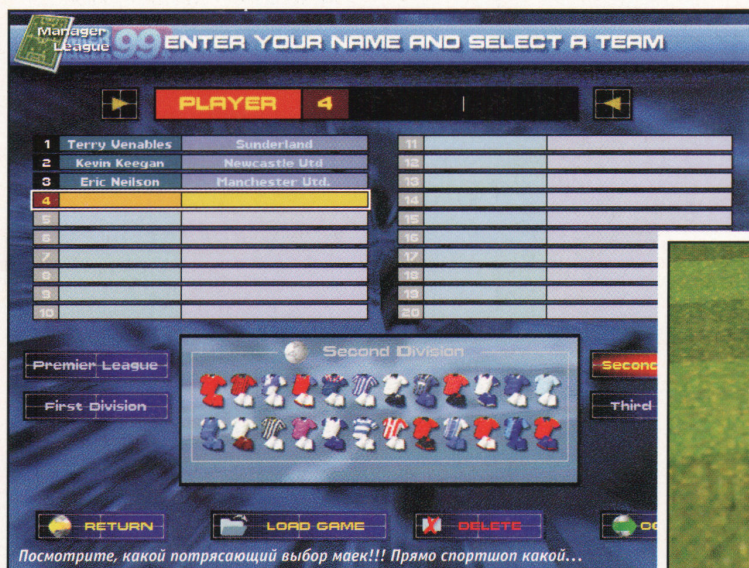 Manager
League
99
ENTER YOUR NAME AND SELECT A TEAM
PLAYER 4
1 Terry Venables Sunderland
2 Kevin Keegan Newcastle Utd
3 Eric Neilson Manchester Utd.
4
5
6
7
8
9
10
11
12
13
14
15
16
17
18
19
20
Premier League
First Division
Second Division
Second
Third
RETURN
LOAD GAME
DELETE
Посмотрите, какой потрясающий выбор маек!!! Прямо спортшоп какой...